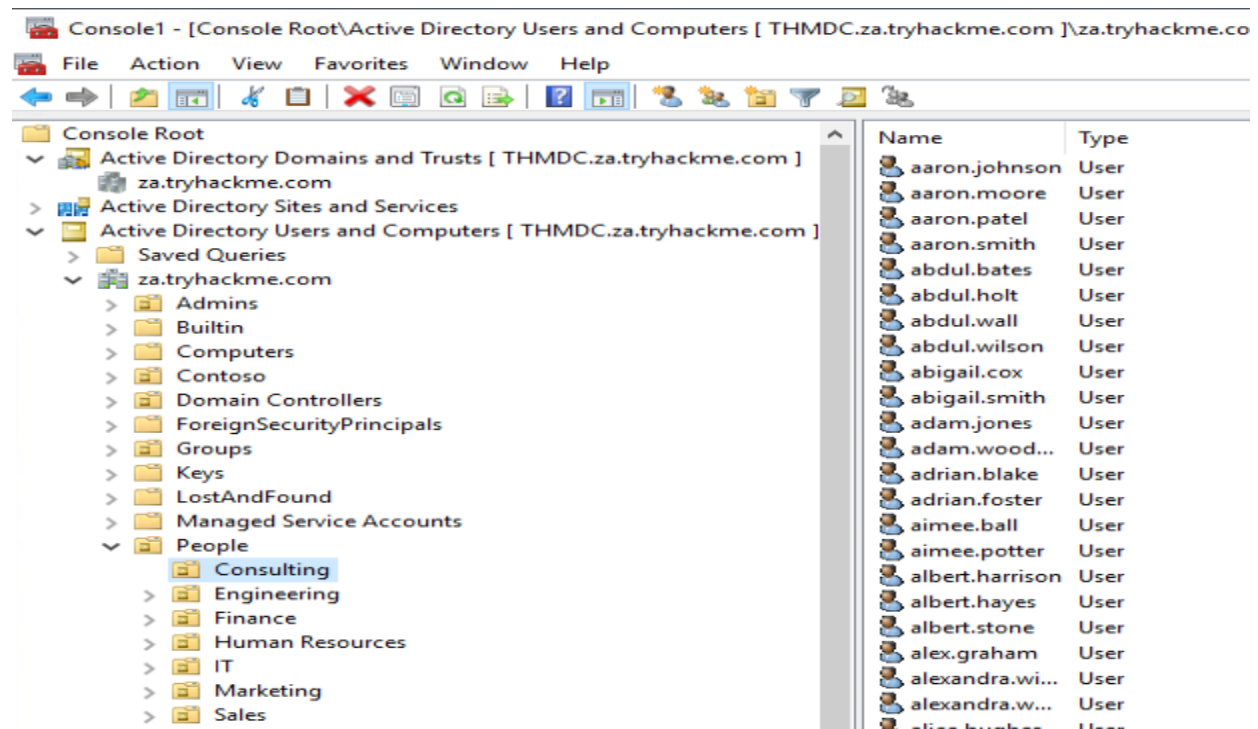 Console1 - [Console Root\Active Directory Users and Computers [ THMDC.za.tryhackme.com ]\za.tryhackme.co
File Action View Favorites Window Help
Console Root
Active Directory Domains and Trusts [ THMDC.za.tryhackme.com ]
za.tryhackme.com
Active Directory Sites and Services
Active Directory Users and Computers [ THMDC.za.tryhackme.com ]
Saved Queries
za.tryhackme.com
Admins
Builtin
Computers
Contoso
Domain Controllers
ForeignSecurityPrincipals
Groups
Keys
LostAndFound
Managed Service Accounts
People
Consulting
Engineering
Finance
Human Resources
IT
Marketing
Sales
Name Type
aaron.johnson User
aaron.moore User
aaron.patel User
aaron.smith User
abdul.bates User
abdul.holt User
abdul.wall User
abdul.wilson User
abigail.cox User
abigail.smith User
adam.jones User
adam.wood... User
adrian.blake User
adrian.foster User
aimee.ball User
aimee.potter User
albert.harrison User
albert.hayes User
albert.stone User
alex.graham User
alexandra.wi... User
alexandra.w... User